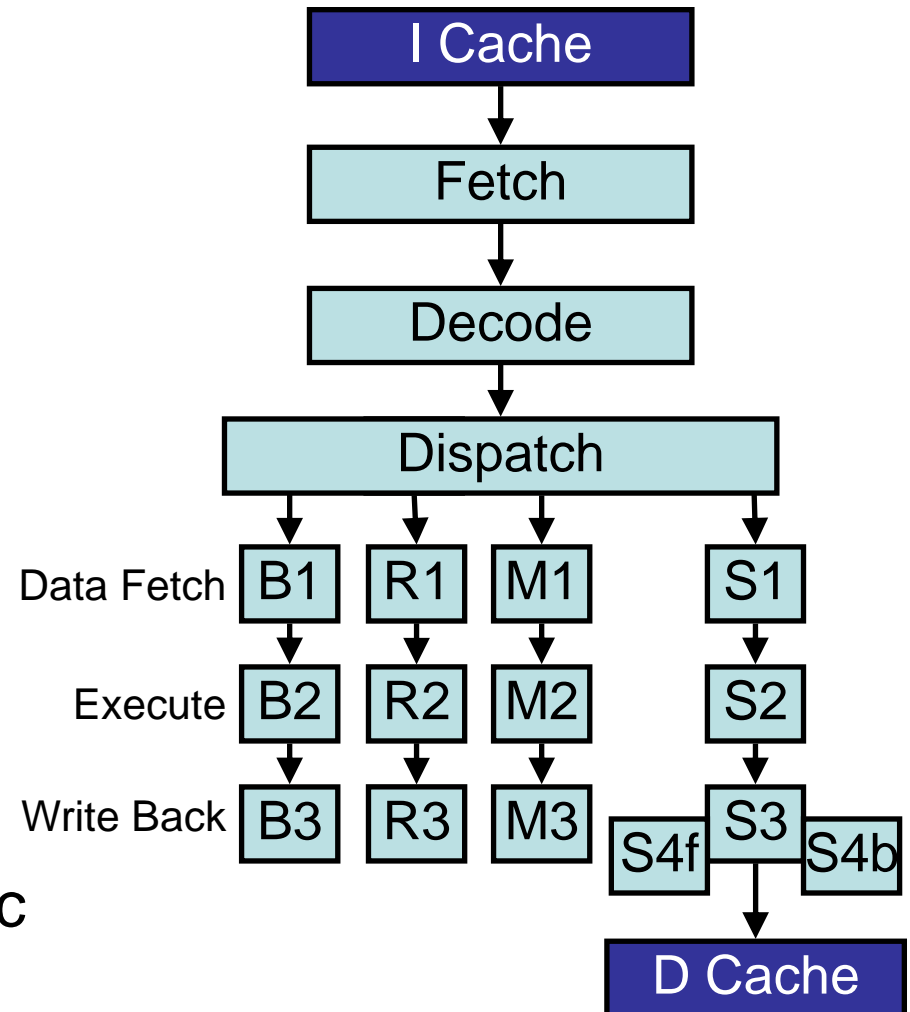 I Cache
Fetch
Decode
Dispatch
Data Fetch B1 R1 M1 S1
Execute B2 R2 M2 S2
Write Back B3 R3 M3 S3
S4f S4b
c
D Cache